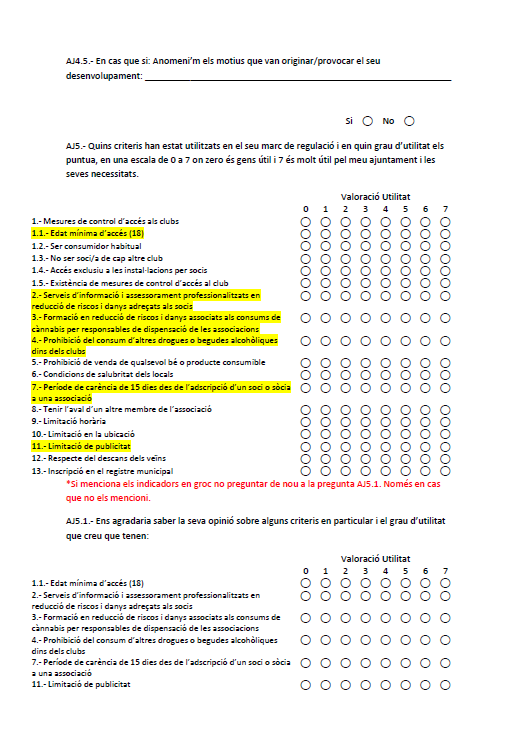 AJ4.5.- En cas que si: Anomeni'm els motius que van originar/provocar el seu
desenvolupament: ____________________
Si No
AJ5.- Quins criteris han estat utilitzats en el seu marc de regulació i en quin grau d'utilitat els
puntua, en una escala de 0 a 7 on zero és gens útil i 7 és molt útil pel meu ajuntament i les
seves necessitats.
Valoració Utilitat
0 1 2 3 4 5 6 7
1.- Mesures de control d'accés als clubs
1.1.- Edat mínima d'accés (18)
1.2.- Ser consumidor habitual
1.3.- No ser soci/a de cap altre club
1.4.- Accés exclusiu a les instal·lacions per socis
1.5.- Existència de mesures de control d'accés al club
2.- Serveis d'informació i assessorament professionalitzats en
reducció de riscos i danys adreçats als socis
3.- Formació en reducció de riscos i danys associats als consums de
cànnabis per responsables de dispensació de les associacions
4.- Prohibició del consum d'altres drogues o begudes alcohòliques
dins dels clubs
5.- Prohibició de venda de qualsevol bé o producte consumible
6.- Condicions de salubritat dels locals
7.- Període de carència de 15 dies des de l'adscripció d'un soci o sòcia
a una associació
8.- Tenir l'aval d'un altre membre de l'associació
9.- Limitació horària
10.- Limitació en la ubicació
11.- Limitació de publicitat
12.- Respecte del descans dels veïns
13.- Inscripció en el registre municipal
*Si menciona els indicadors en groc no preguntar de nou a la pregunta AJ5.1. Només en cas
que no els mencioni.
AJ5.1.- Ens agradaria saber la seva opinió sobre alguns criteris en particular i el grau d'utilitat
que creu que tenen:
Valoració Utilitat
0 1 2 3 4 5 6 7
1.1.- Edat mínima d'accés (18)
2.- Serveis d'informació i assessorament professionalitzats en
reducció de riscos i danys adreçats als socis
3.- Formació en reducció de riscos i danys associats als consums de
cànnabis per responsables de dispensació de les associacions
4.- Prohibició del consum d'altres drogues o begudes alcohòliques
dins dels clubs
7.- Període de carència de 15 dies des de l'adscripció d'un soci o sòcia
a una associació
11.- Limitació de publicitat